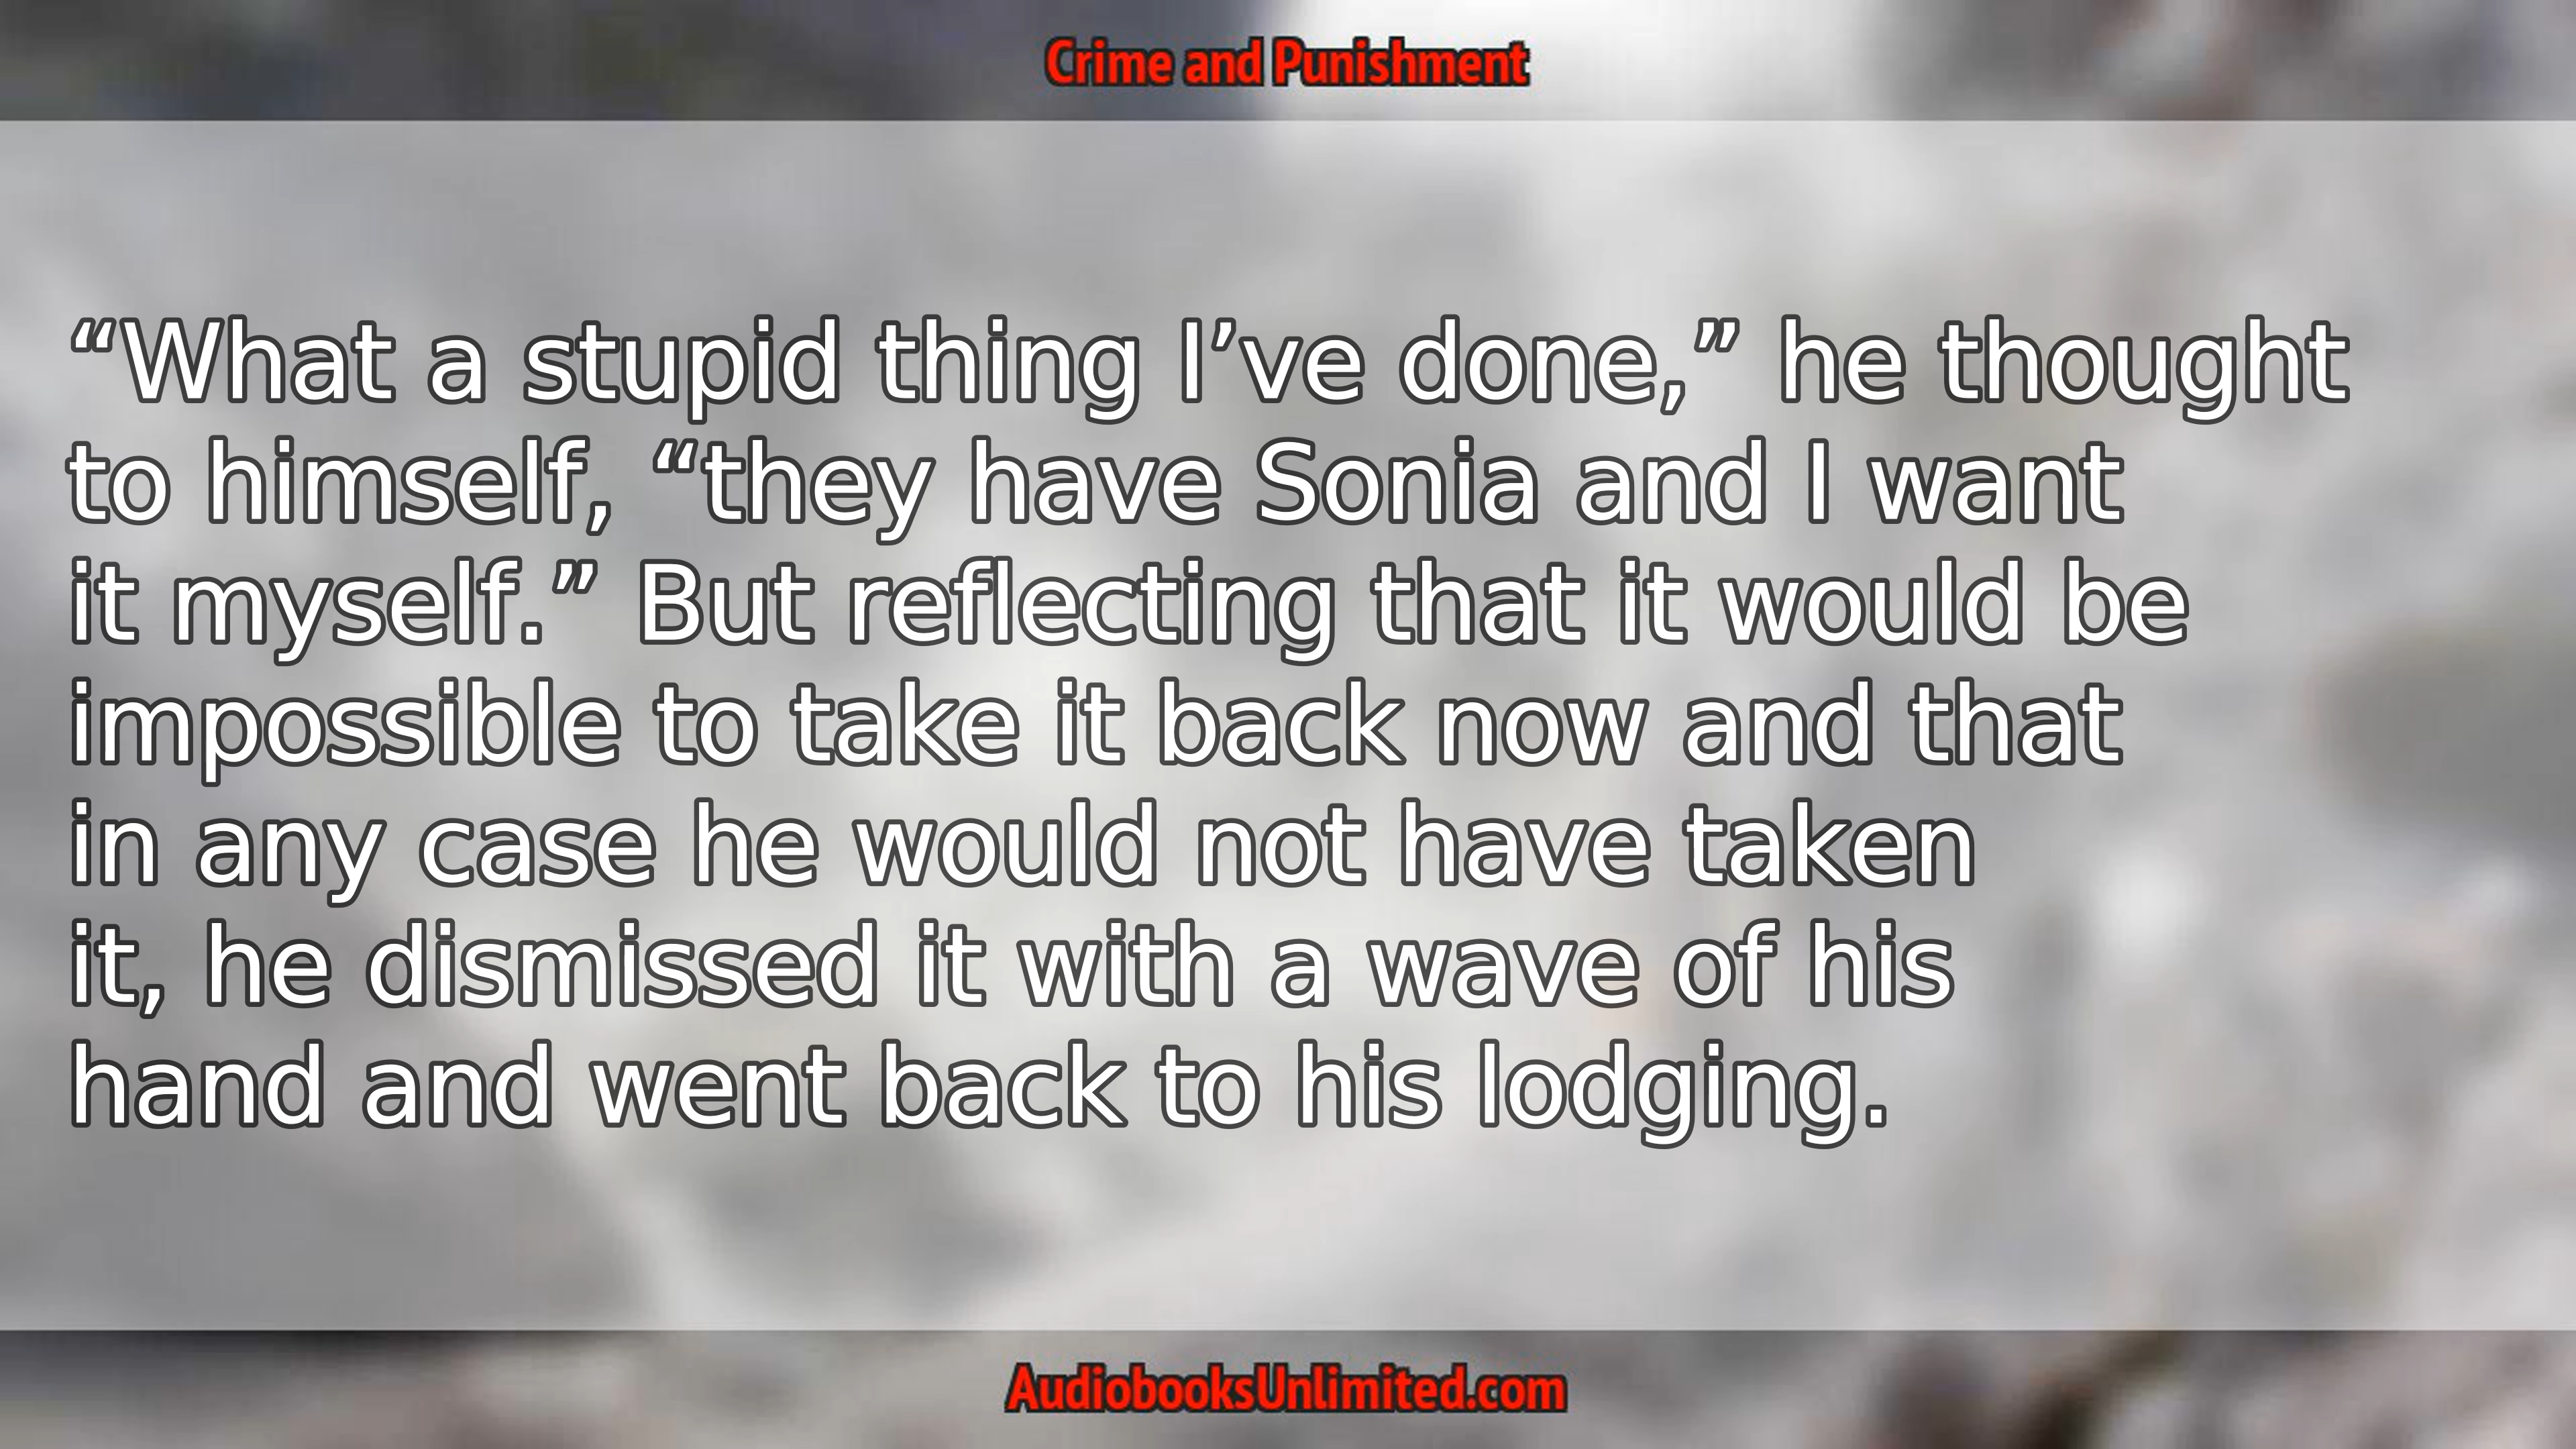 Crime and Punishment
“What a stupid thing I’ve done,” he thought
to himself, “they have Sonia and I want
it myself.” But reflecting that it would be
impossible to take it back now and that
in any case he would not have taken
it, he dismissed it with a wave of his
hand and went back to his lodging.
AudiobooksUnlimited.com